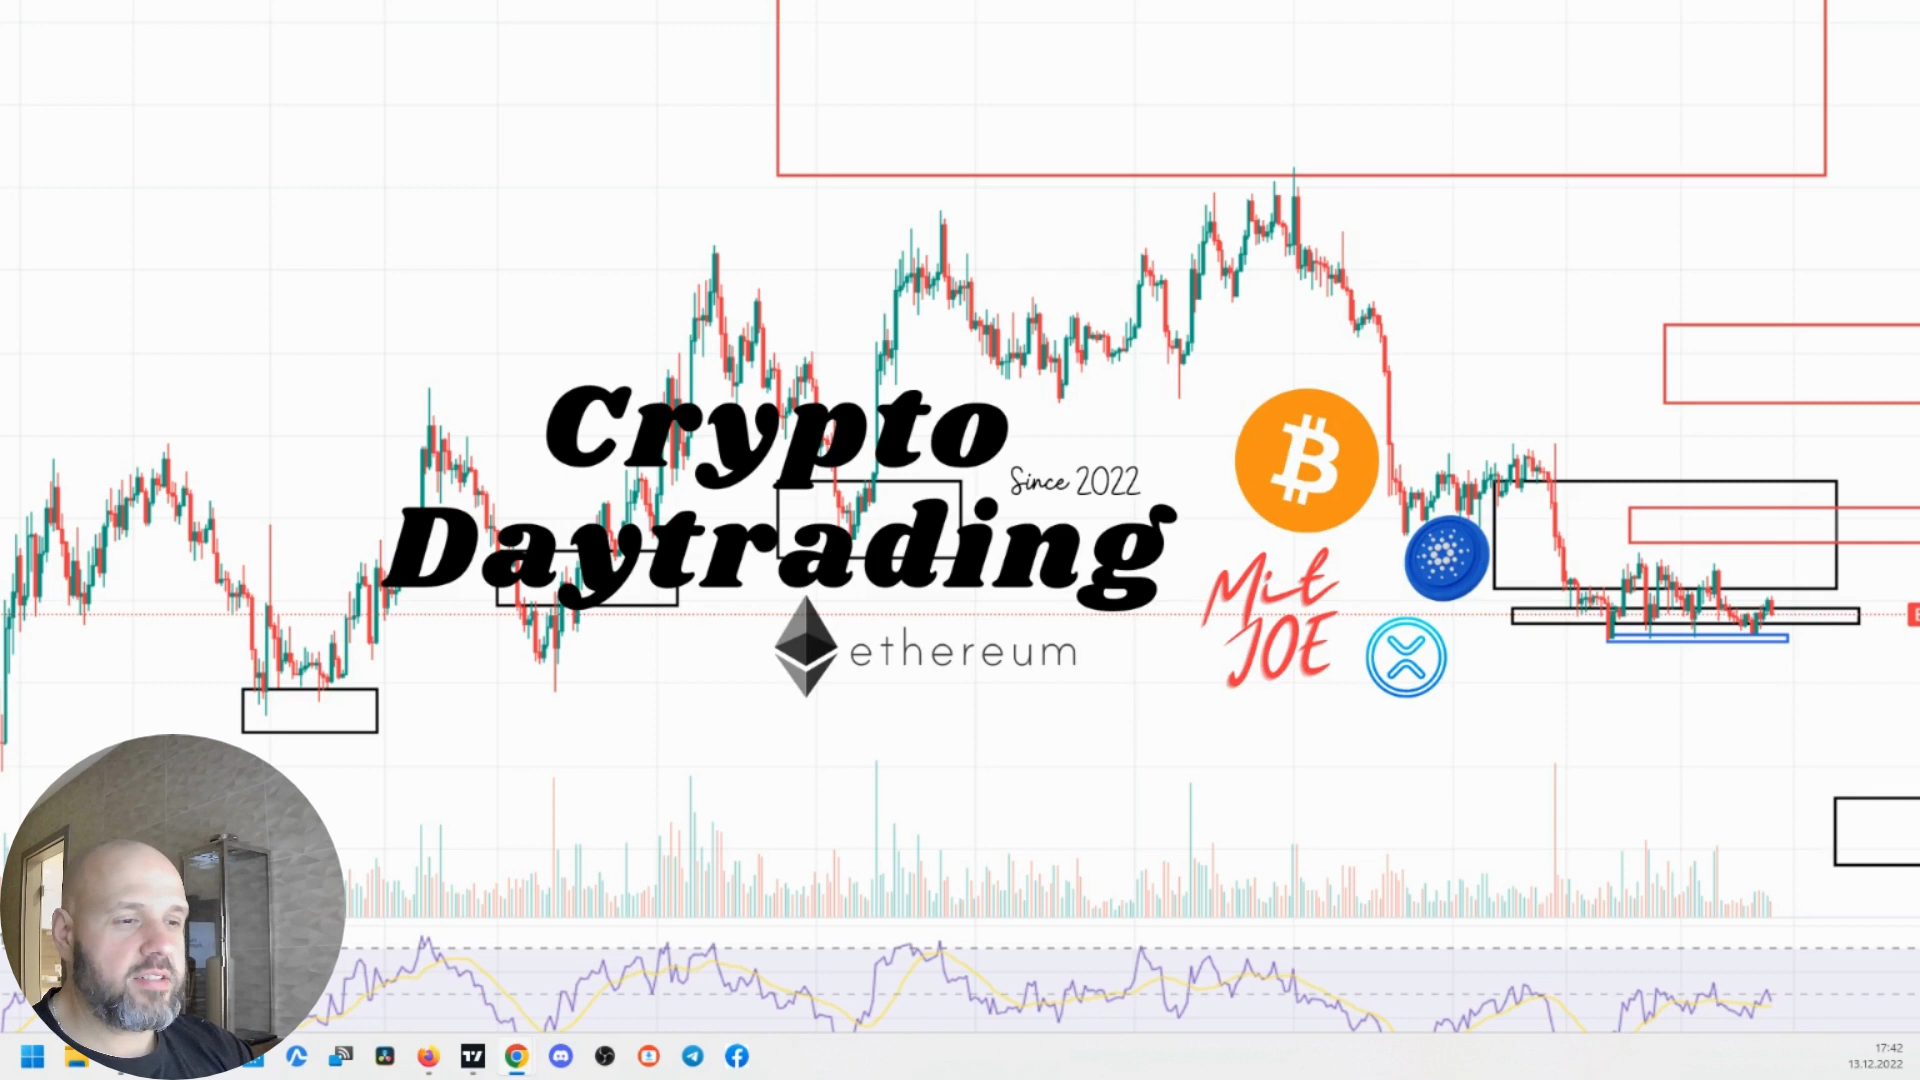 Crypto
Since 2022
Daytrading
Mit
JOE
ethereum
17:42
13.12.2022